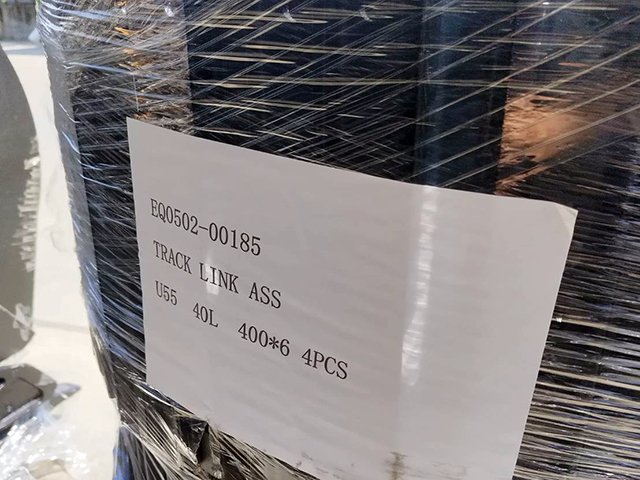 EQ0502-00185
TRACK LINK ASS
U55 40L 400*6 4PCS